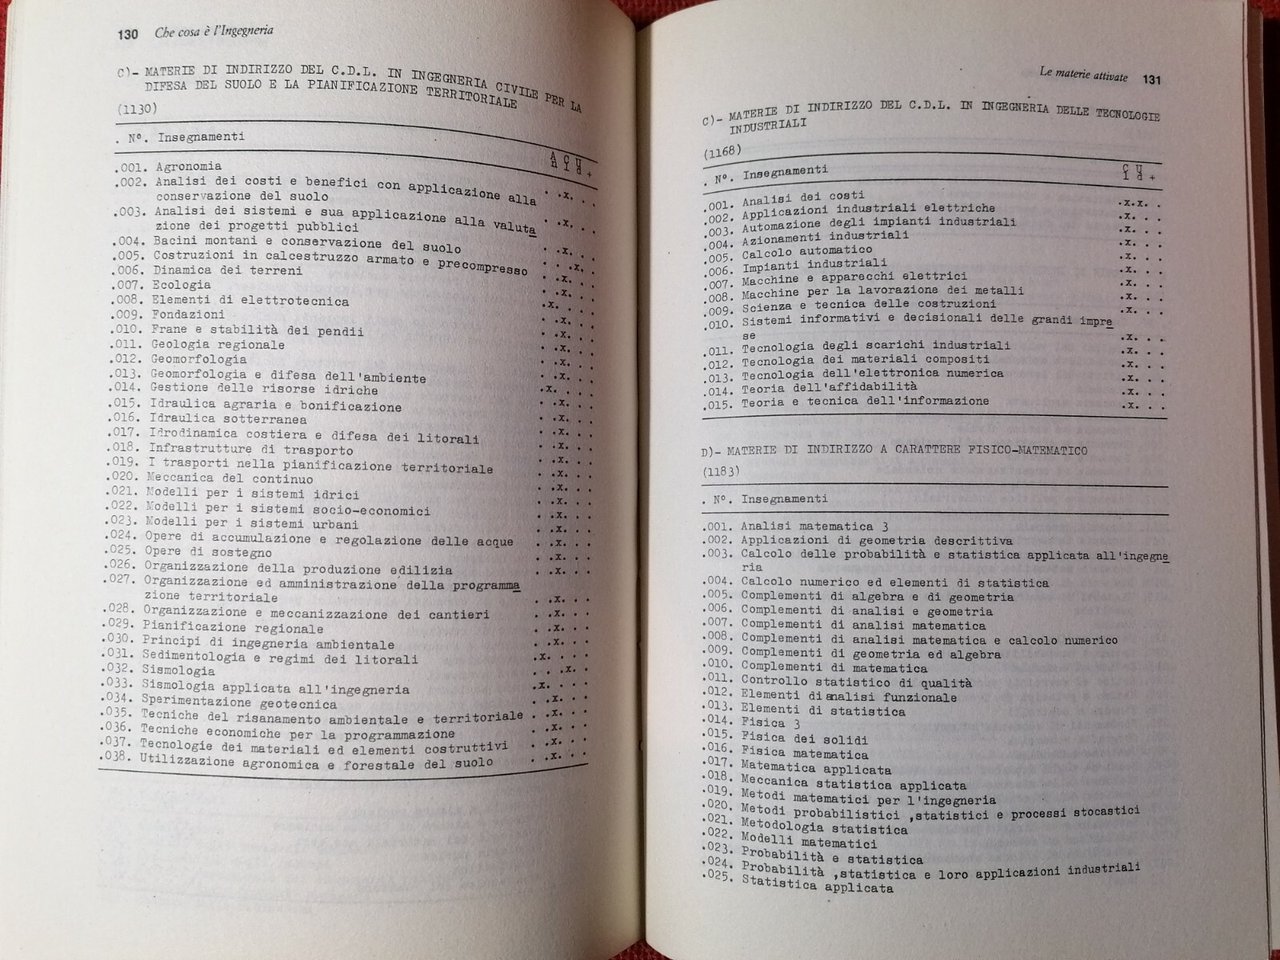 130 Che cosa è l'Ingegneria
C)- MATERIE DI INDIRIZZO DEL C.D.L. IN INGEGNERIA CIVILE PER LA
DIFESA DEL SUOLO E LA PIANIFICAZIONE TERRITORIALE
(1130)
. Nº. Insegnamenti
A C U
n I d +
.001. Agronomia
.002. Analisi dei costi e benefici con applicazione alla
conservazione del suolo
.003. Analisi dei sistemi e sua applicazione alla valuta
zione dei progetti pubblici
.004. Bacini montani e conservazione del suolo
.005. Costruzioni in calcestruzzo armato e precompresso
.006. Dinamica dei terreni
.007. Ecologia
.008. Elementi di elettrotecnica
.009. Fondazioni
.010. Frane e stabilità dei pendii
.011. Geologia regionale
.012. Geomorfologia
.013. Geomorfologia e difesa dell'ambiente
.014. Gestione delle risorse idriche
.015. Idraulica agraria e bonificazione
.016. Idraulica sotterranea
.017. Idrodinamica costiera e difesa dei litorali
.018. Infrastrutture di trasporto
.019. I trasporti nella pianificazione territoriale
.020. Meccanica del continuo
.021. Modelli per i sistemi idrici
.022. Modelli per i sistemi socio-economici
.023. Modelli per i sistemi urbani
.024. Opere di accumulazione e regolazione delle acque
.025. Opere di sostegno
.026. Organizzazione della produzione edilizia
.027. Organizzazione ed amministrazione della programma
zione territoriale
.028. Organizzazione e meccanizzazione dei cantieri
.029. Pianificazione regionale
.030. Principi di ingegneria ambientale
.031. Sedimentologia e regimi dei litorali
.032. Sismologia
.033. Sismologia applicata all'ingegneria
.034. Sperimentazione geotecnica
.035. Tecniche del risanamento ambientale e territoriale
.036. Tecniche economiche per la programmazione
.037. Tecnologie dei materiali ed elementi costruttivi
.038. Utilizzazione agronomica e forestale del suolo
Le materie attivate 131
C)- MATERIE DI INDIRIZZO DEL C.D.L. IN INGEGNERIA DELLE TECNOLOGIE
INDUSTRIALI
(1168)
. Nº. Insegnamenti
C U
I d +
.001. Analisi dei costi .x.x. .
.002. Applicazioni industriali elettriche .x. . .
.003. Automazione degli impianti industriali .x. . .
.004. Azionamenti industriali .x. . .
.005. Calcolo automatico .x. . .
.006. Impianti industriali .x. . .
.007. Macchine e apparecchi elettrici .x. . .
.008. Macchine per la lavorazione dei metalli .x. . .
.009. Scienza e tecnica delle costruzioni .x. . .
.010. Sistemi informativi e decisionali delle grandi impre
se .x. . .
.011. Tecnologia degli scarichi industriali .x. . .
.012. Tecnologia dei materiali compositi .x. . .
.013. Tecnologia dell'elettronica numerica .x. . .
.014. Teoria dell'affidabilità .x. . .
.015. Teoria e tecnica dell'informazione .x. . .
D)- MATERIE DI INDIRIZZO A CARATTERE FISICO-MATEMATICO
(1183)
. Nº. Insegnamenti
.001. Analisi matematica 3
.002. Applicazioni di geometria descrittiva
.003. Calcolo delle probabilità e statistica applicata all'ingegne
ria
.004. Calcolo numerico ed elementi di statistica
.005. Complementi di algebra e di geometria
.006. Complementi di analisi e geometria
.007. Complementi di analisi matematica
.008. Complementi di analisi matematica e calcolo numerico
.009. Complementi di geometria ed algebra
.010. Complementi di matematica
.011. Controllo statistico di qualità
.012. Elementi di analisi funzionale
.013. Elementi di statistica
.014. Fisica 3
.015. Fisica dei solidi
.016. Fisica matematica
.017. Matematica applicata
.018. Meccanica statistica applicata
.019. Metodi matematici per l'ingegneria
.020. Metodi probabilistici ,statistici e processi stocastici
.021. Metodologia statistica
.022. Modelli matematici
.023. Probabilità e statistica
.024. Probabilità ,statistica e loro applicazioni industriali
.025. Statistica applicata